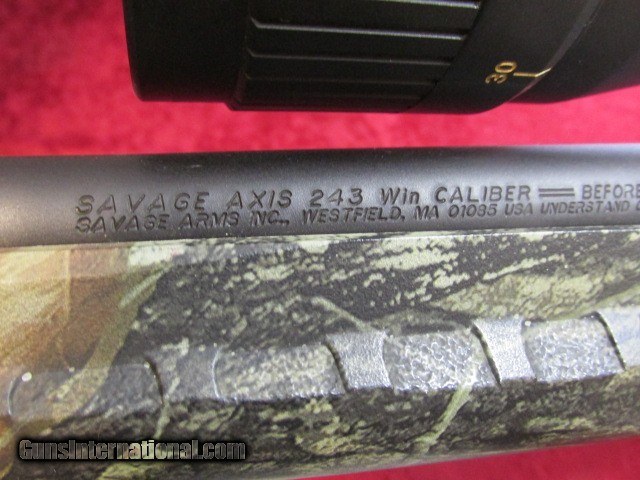 30
SAVAGE AXIS 243 Win CALIBER == BEFORE
SAVAGE ARMS INC., WESTFIELD, MA 01085 USA UNDERSTAND
GunsInternational.com